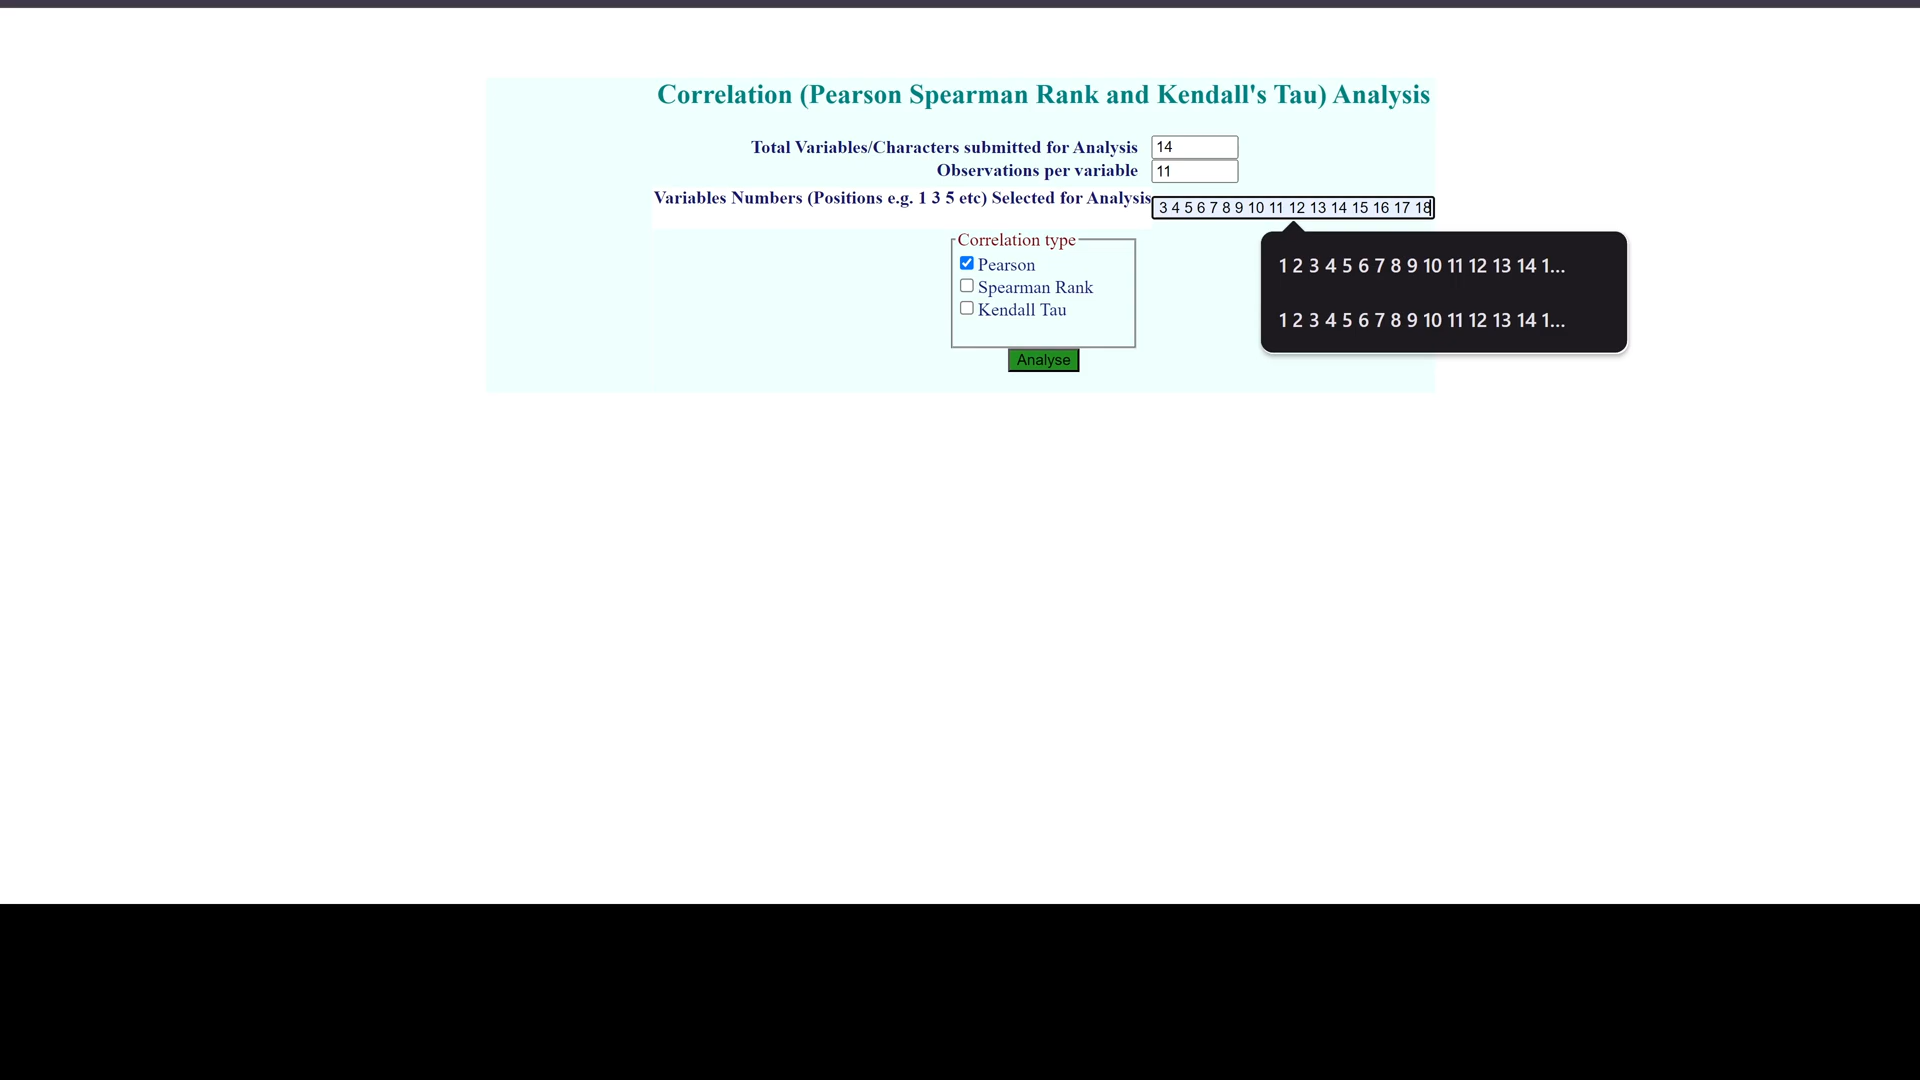 Correlation (Pearson Spearman Rank and Kendall's Tau) Analysis
Total Variables/Characters submitted for Analysis 14
Observations per variable 11
Variables Numbers (Positions e.g. 1 3 5 etc) Selected for Analysis 3 4 5 6 7 8 9 10 11 12 13 14 15 16 17 18
Correlation type
Pearson
Spearman Rank
Kendall Tau
Analyse
1 2 3 4 5 6 7 8 9 10 11 12 13 14 1...
1 2 3 4 5 6 7 8 9 10 11 12 13 14 1...